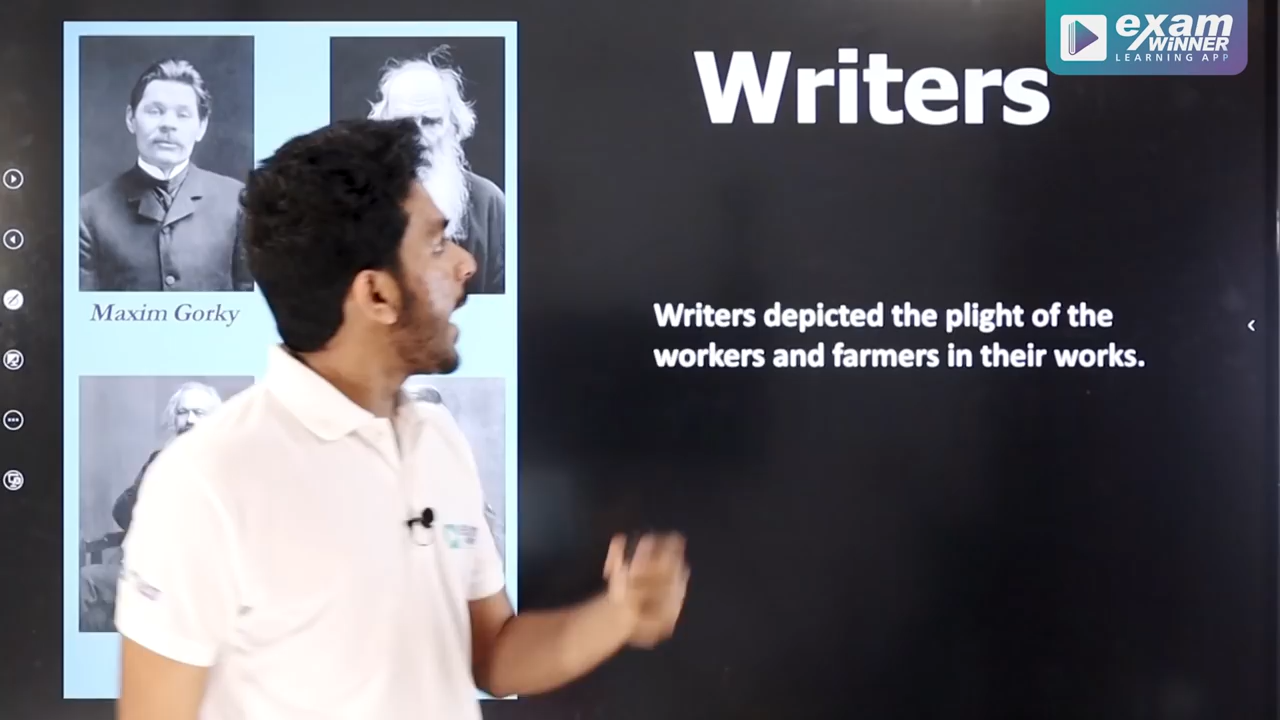 exam
WiNNER
LEARNING APP
Writers
Maxim Gorky
Writers depicted the plight of the
workers and farmers in their works.